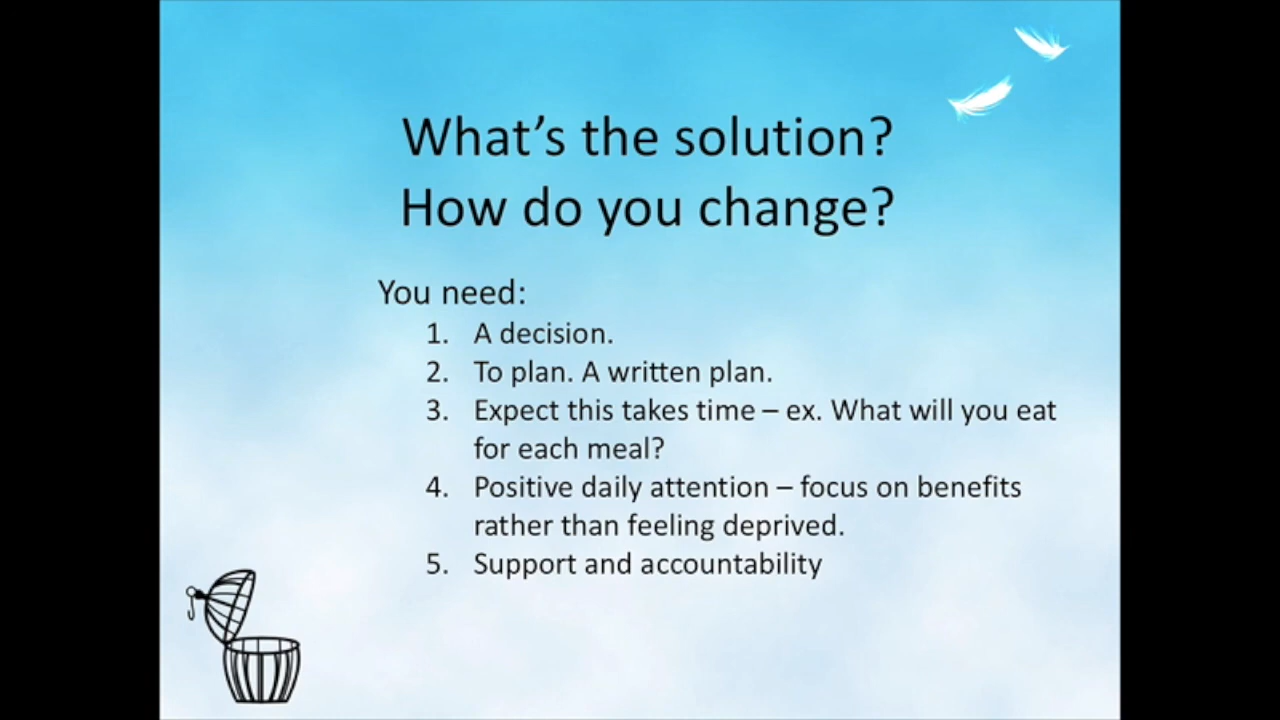 What’s the solution?
How do you change?
You need:
1. A decision.
2. To plan. A written plan.
3. Expect this takes time – ex. What will you eat
for each meal?
4. Positive daily attention – focus on benefits
rather than feeling deprived.
5. Support and accountability